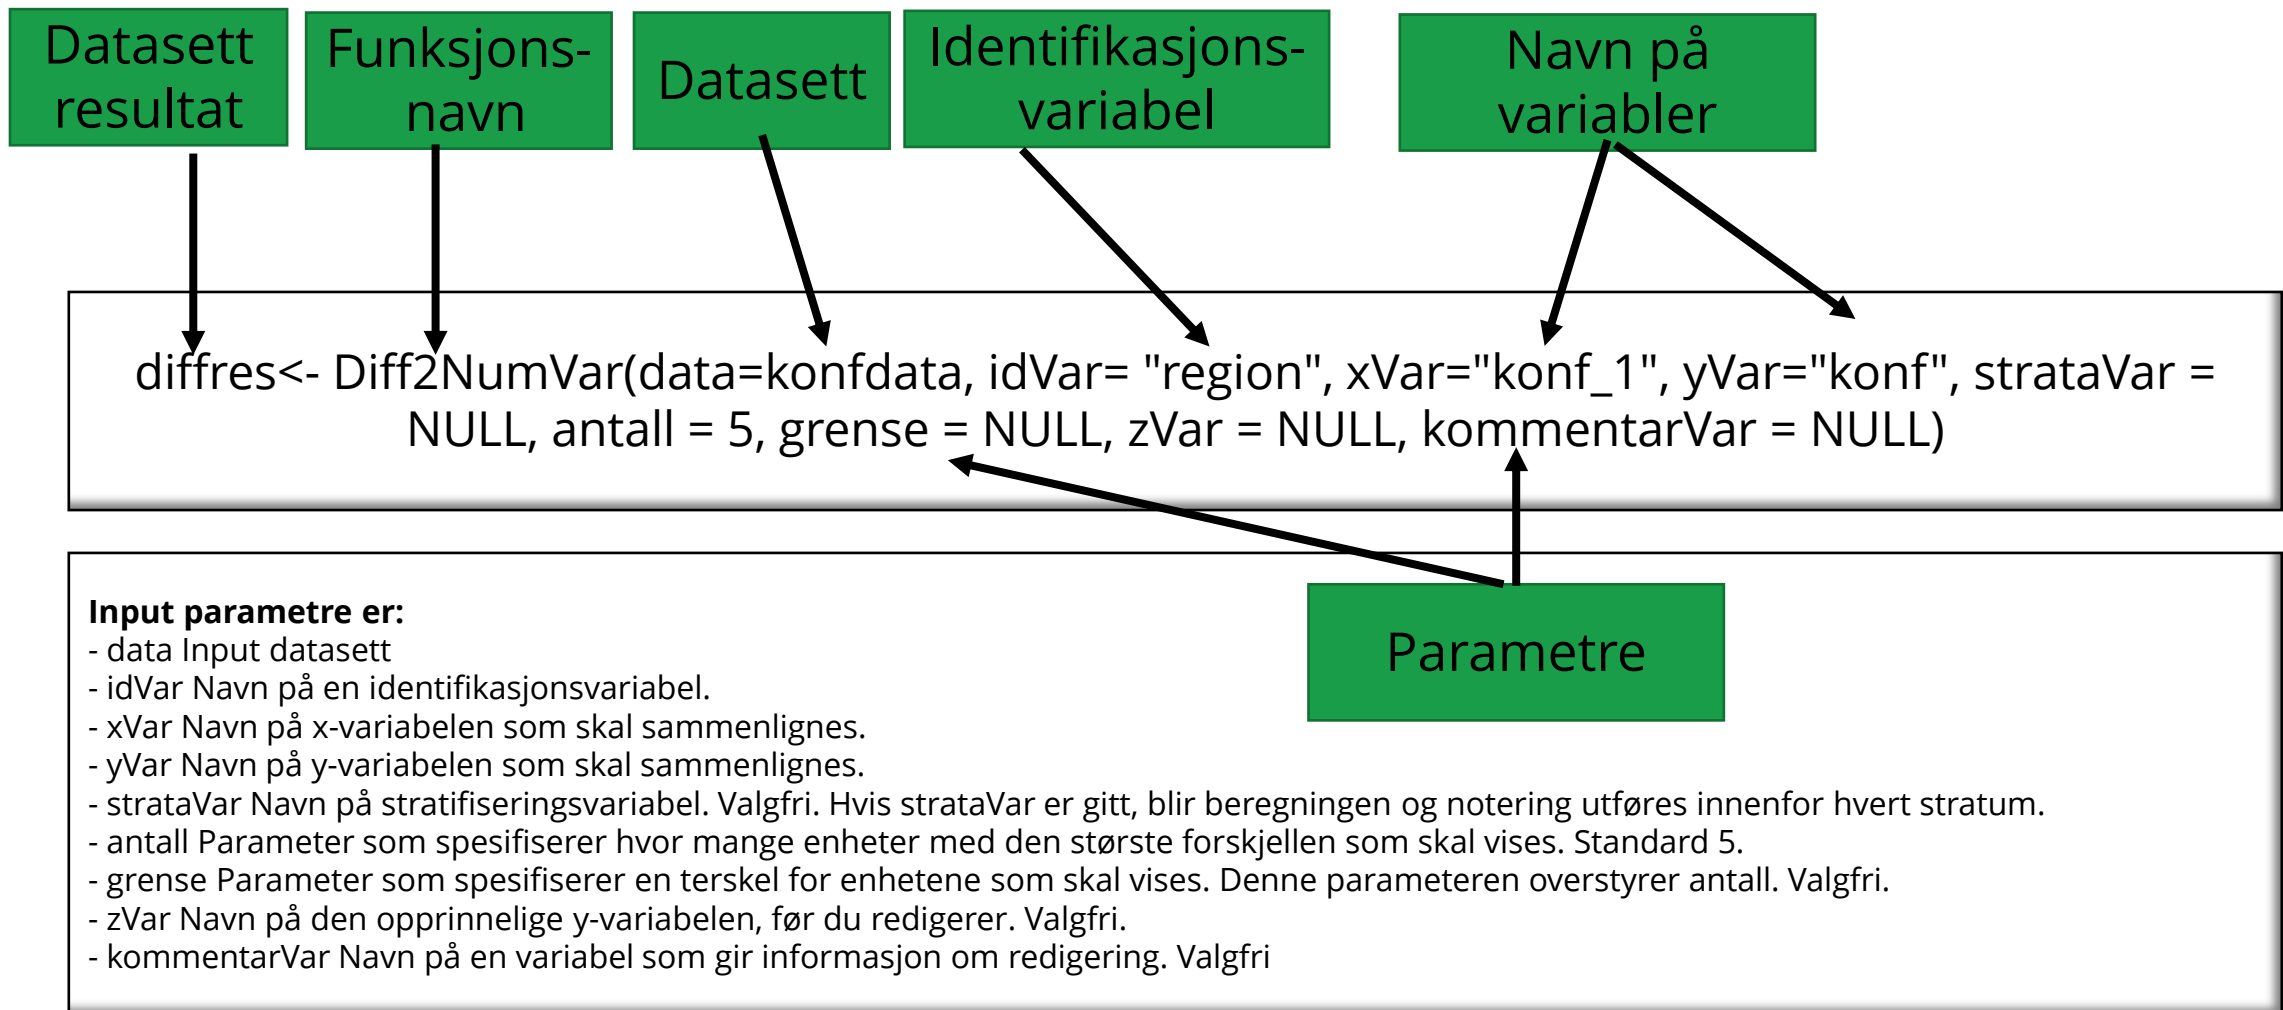 Datasett
resultat
Funksjons-
navn
Datasett
Identifikasjons-
variabel
Navn på
variabler
diffres<- Diff2NumVar(data=konfdata, idVar= "region", xVar="konf_1", yVar="konf", strataVar =
NULL, antall = 5, grense = NULL, zVar = NULL, kommentarVar = NULL)
Parametre
Input parametre er:
- data Input datasett
- idVar Navn på en identifikasjonsvariabel.
- xVar Navn på x-variabelen som skal sammenlignes.
- yVar Navn på y-variabelen som skal sammenlignes.
- strataVar Navn på stratifiseringsvariabel. Valgfri. Hvis strataVar er gitt, blir beregningen og notering utføres innenfor hvert stratum.
- antall Parameter som spesifiserer hvor mange enheter med den største forskjellen som skal vises. Standard 5.
- grense Parameter som spesifiserer en terskel for enhetene som skal vises. Denne parameteren overstyrer antall. Valgfri.
- zVar Navn på den opprinnelige y-variabelen, før du redigerer. Valgfri.
- kommentarVar Navn på en variabel som gir informasjon om redigering. Valgfri